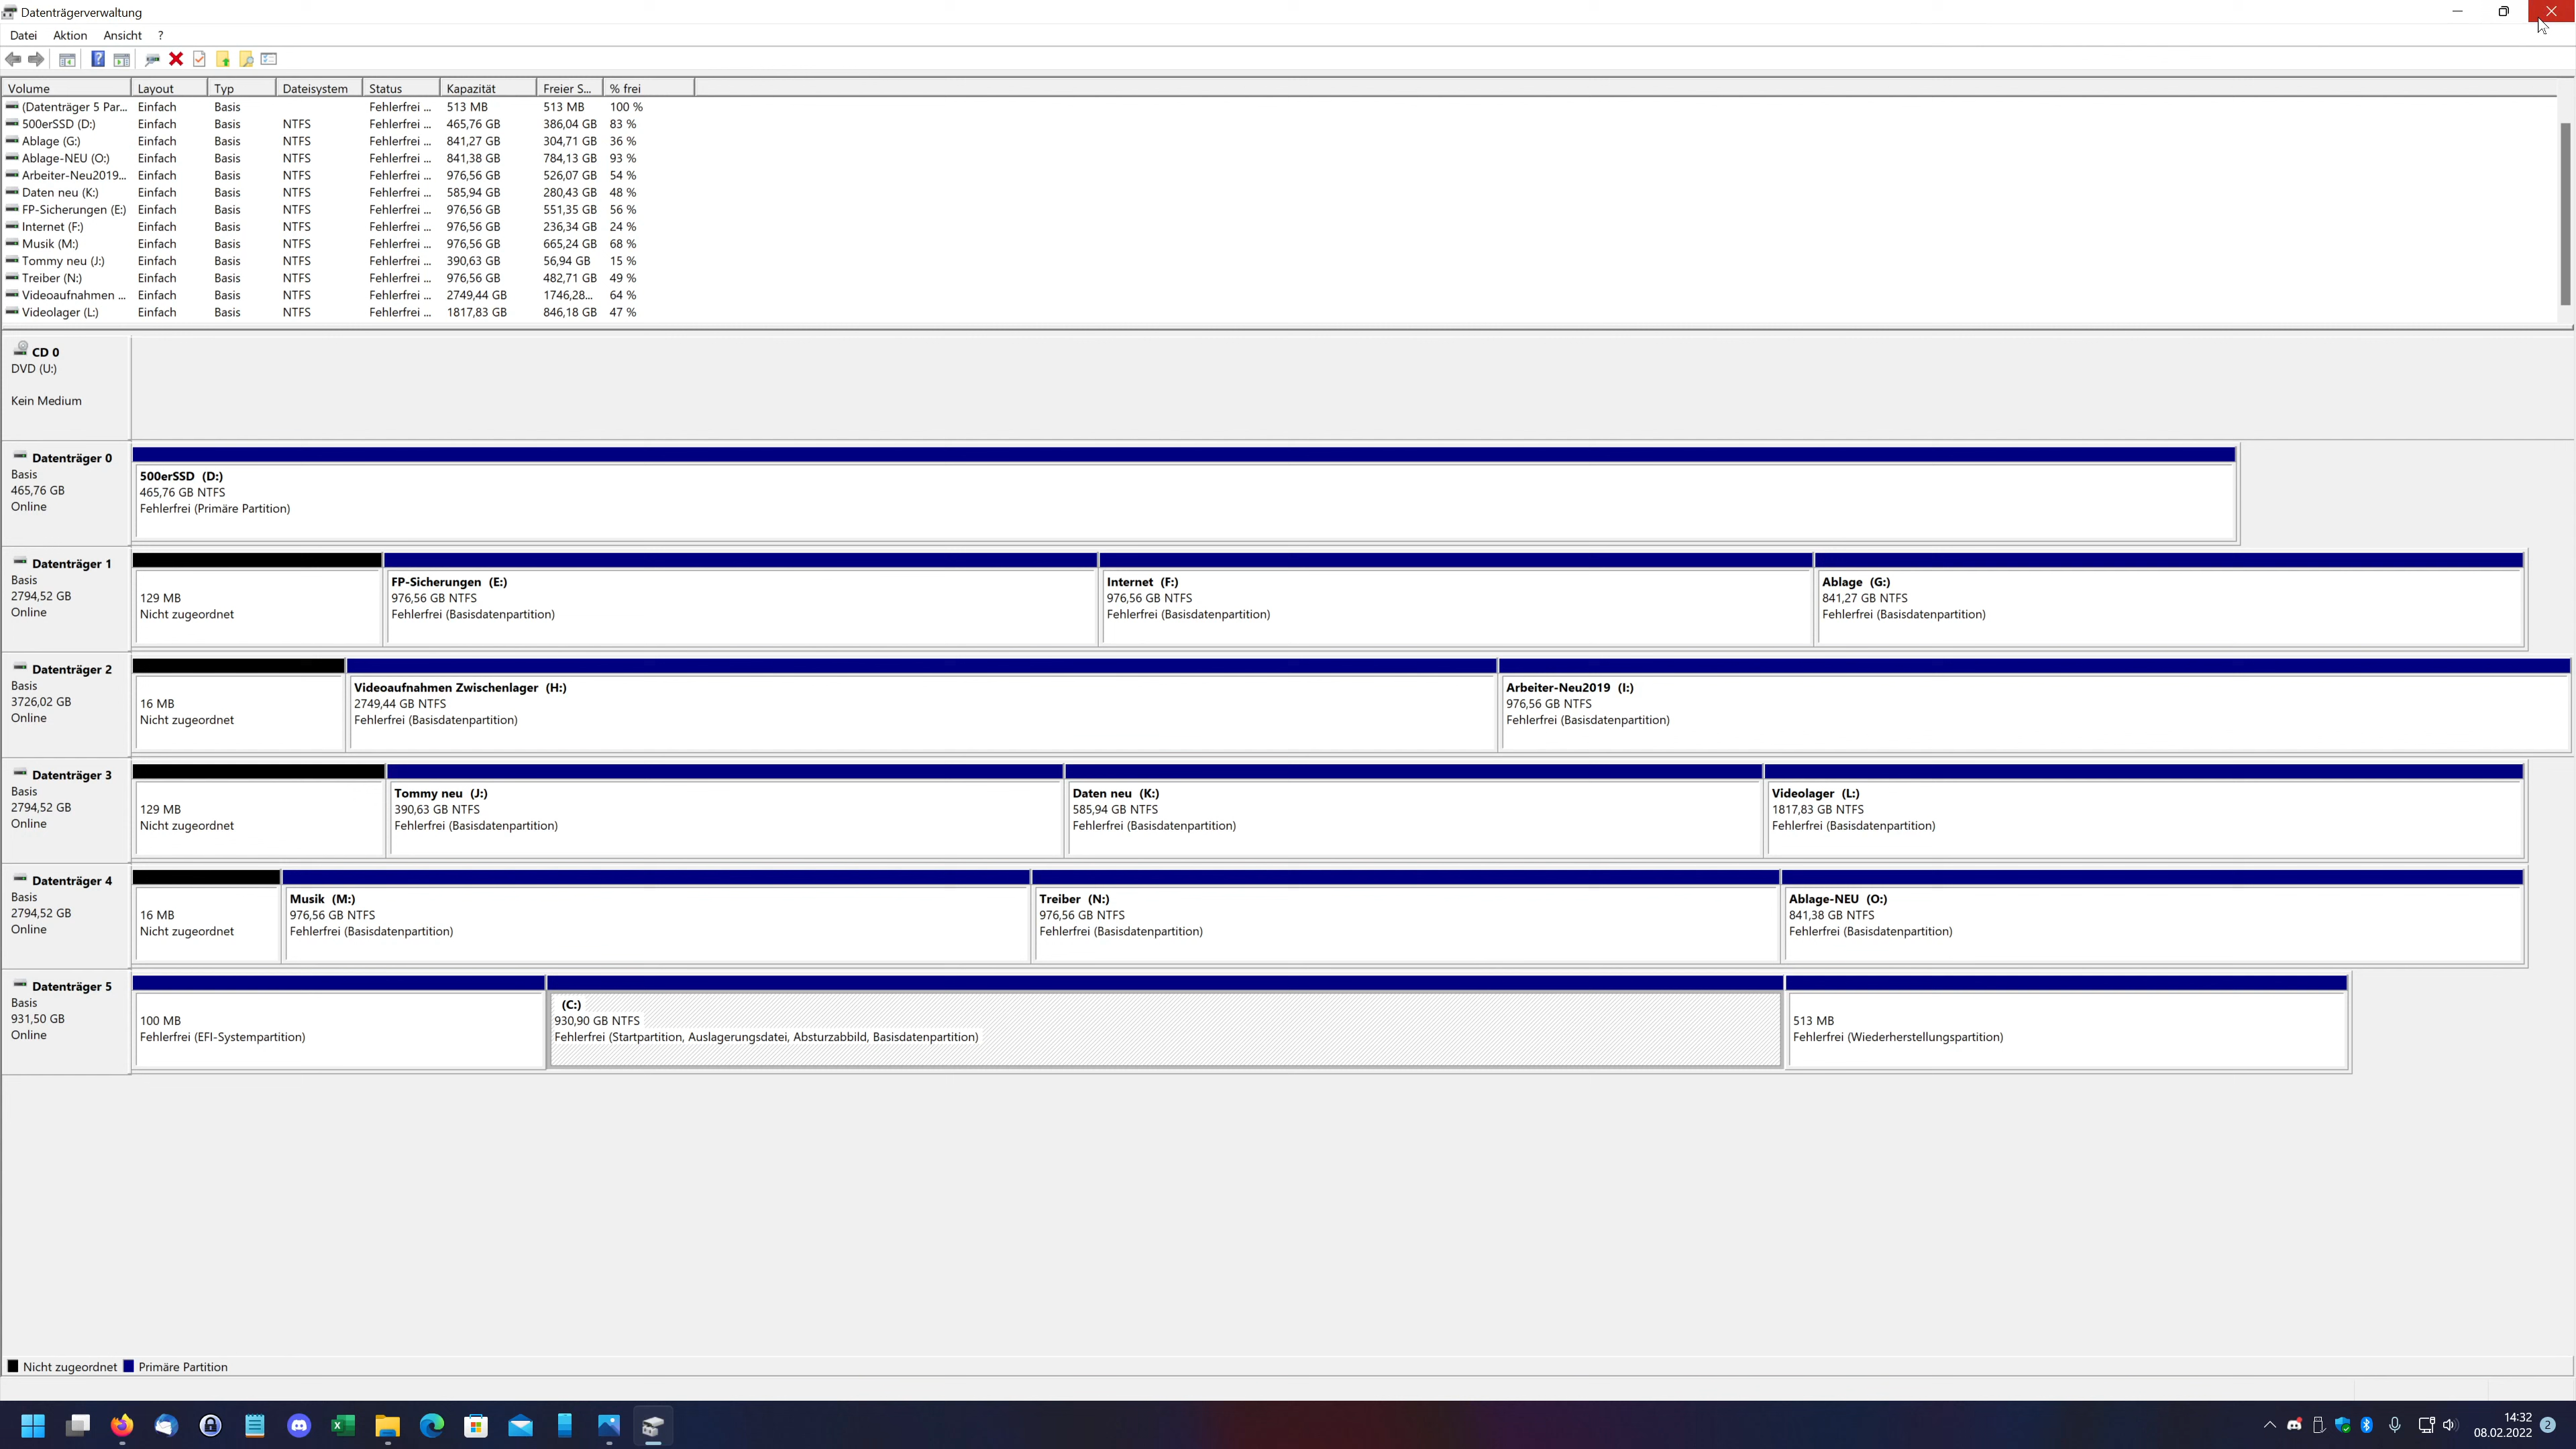 Datenträgerverwaltung
Datei Aktion Ansicht ?
Volume Layout Typ Dateisystem Status Kapazität Freier S... % frei
(Datenträger 5 Par... Einfach Basis Fehlerfrei ... 513 MB 513 MB 100 %
500erSSD (D:) Einfach Basis NTFS Fehlerfrei ... 465,76 GB 386,04 GB 83 %
Ablage (G:) Einfach Basis NTFS Fehlerfrei ... 841,27 GB 304,71 GB 36 %
Ablage-NEU (O:) Einfach Basis NTFS Fehlerfrei ... 841,38 GB 784,13 GB 93 %
Arbeiter-Neu2019... Einfach Basis NTFS Fehlerfrei ... 976,56 GB 526,07 GB 54 %
Daten neu (K:) Einfach Basis NTFS Fehlerfrei ... 585,94 GB 280,43 GB 48 %
FP-Sicherungen (E:) Einfach Basis NTFS Fehlerfrei ... 976,56 GB 551,35 GB 56 %
Internet (F:) Einfach Basis NTFS Fehlerfrei ... 976,56 GB 236,34 GB 24 %
Musik (M:) Einfach Basis NTFS Fehlerfrei ... 976,56 GB 665,24 GB 68 %
Tommy neu (J:) Einfach Basis NTFS Fehlerfrei ... 390,63 GB 56,94 GB 15 %
Treiber (N:) Einfach Basis NTFS Fehlerfrei ... 976,56 GB 482,71 GB 49 %
Videoaufnahmen ... Einfach Basis NTFS Fehlerfrei ... 2749,44 GB 1746,28... 64 %
Videolager (L:) Einfach Basis NTFS Fehlerfrei ... 1817,83 GB 846,18 GB 47 %
CD 0
DVD (U:)
Kein Medium
Datenträger 0
Basis
465,76 GB
Online
500erSSD (D:)
465,76 GB NTFS
Fehlerfrei (Primäre Partition)
Datenträger 1
Basis
2794,52 GB
Online
129 MB
Nicht zugeordnet
FP-Sicherungen (E:)
976,56 GB NTFS
Fehlerfrei (Basisdatenpartition)
Internet (F:)
976,56 GB NTFS
Fehlerfrei (Basisdatenpartition)
Ablage (G:)
841,27 GB NTFS
Fehlerfrei (Basisdatenpartition)
Datenträger 2
Basis
3726,02 GB
Online
16 MB
Nicht zugeordnet
Videoaufnahmen Zwischenlager (H:)
2749,44 GB NTFS
Fehlerfrei (Basisdatenpartition)
Arbeiter-Neu2019 (I:)
976,56 GB NTFS
Fehlerfrei (Basisdatenpartition)
Datenträger 3
Basis
2794,52 GB
Online
129 MB
Nicht zugeordnet
Tommy neu (J:)
390,63 GB NTFS
Fehlerfrei (Basisdatenpartition)
Daten neu (K:)
585,94 GB NTFS
Fehlerfrei (Basisdatenpartition)
Videolager (L:)
1817,83 GB NTFS
Fehlerfrei (Basisdatenpartition)
Datenträger 4
Basis
2794,52 GB
Online
16 MB
Nicht zugeordnet
Musik (M:)
976,56 GB NTFS
Fehlerfrei (Basisdatenpartition)
Treiber (N:)
976,56 GB NTFS
Fehlerfrei (Basisdatenpartition)
Ablage-NEU (O:)
841,38 GB NTFS
Fehlerfrei (Basisdatenpartition)
Datenträger 5
Basis
931,50 GB
Online
100 MB
Fehlerfrei (EFI-Systempartition)
(C:)
930,90 GB NTFS
Fehlerfrei (Startpartition, Auslagerungsdatei, Absturzabbild, Basisdatenpartition)
513 MB
Fehlerfrei (Wiederherstellungspartition)
Nicht zugeordnet Primäre Partition
14:32
08.02.2022
2